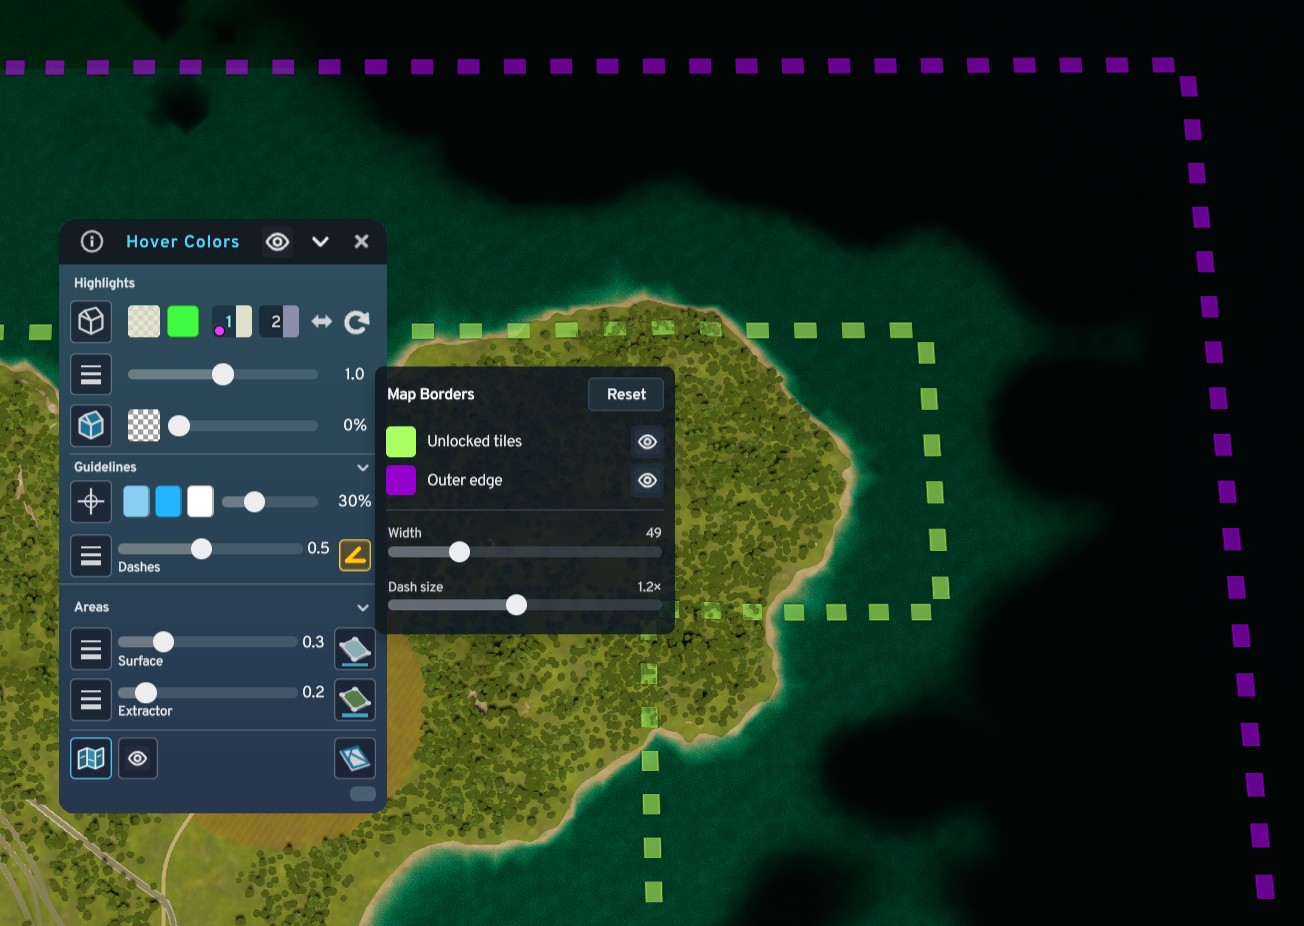 Hover Colors
Highlights
1 2
1.0
0%
Guidelines
30%
0.5
Dashes
Areas
0.3
Surface
0.2
Extractor
Map Borders Reset
Unlocked tiles
Outer edge
Width 49
Dash size 1.2×